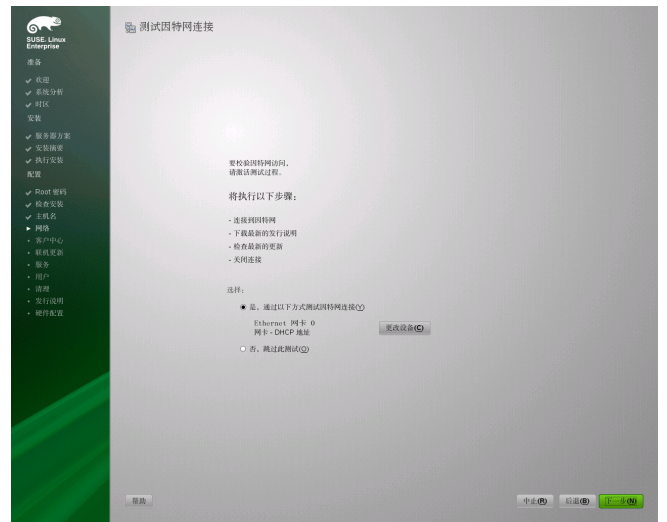 SUSE. Linux
Enterprise
准备
欢迎
系统分析
时区
安装
服务器方案
安装摘要
执行安装
配置
Root 密码
检查安装
主机名
网络
客户中心
联机更新
服务
用户
清理
发行说明
硬件配置
测试因特网连接
要校验因特网访问，
请激活测试过程。
将执行以下步骤：
- 连接到因特网
- 下载最新的发行说明
- 检查最新的更新
- 关闭连接
选择：
是，通过以下方式测试因特网连接(Y)
Ethernet 网卡 0
网卡 - DHCP 地址
更改设备(C)
否，跳过此测试(O)
帮助
中止(R)
后退(B)
下一步(N)